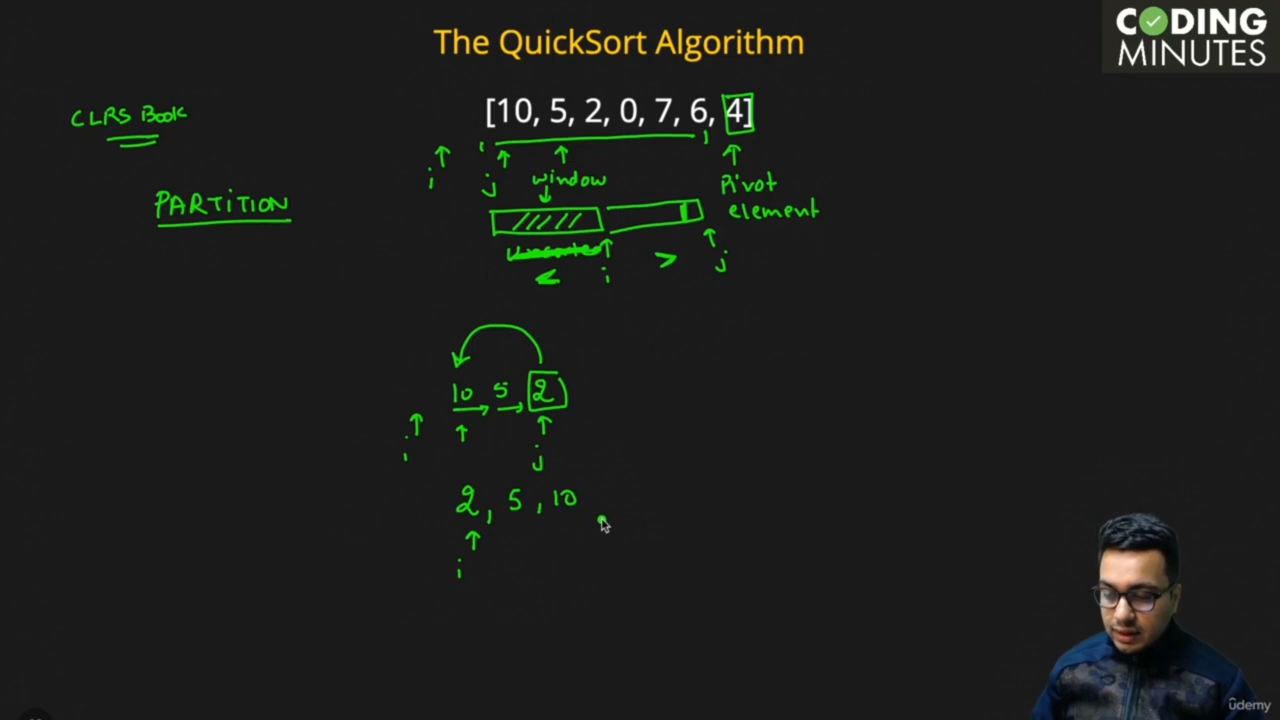 The QuickSort Algorithm
CODING
MINUTES
CLRS Book
[10, 5, 2, 0, 7, 6, 4]
i
j
window
Pivot
element
PARTITION
<
i
>
j
10 5 2
i
j
2, 5, 10
i
ûdemy